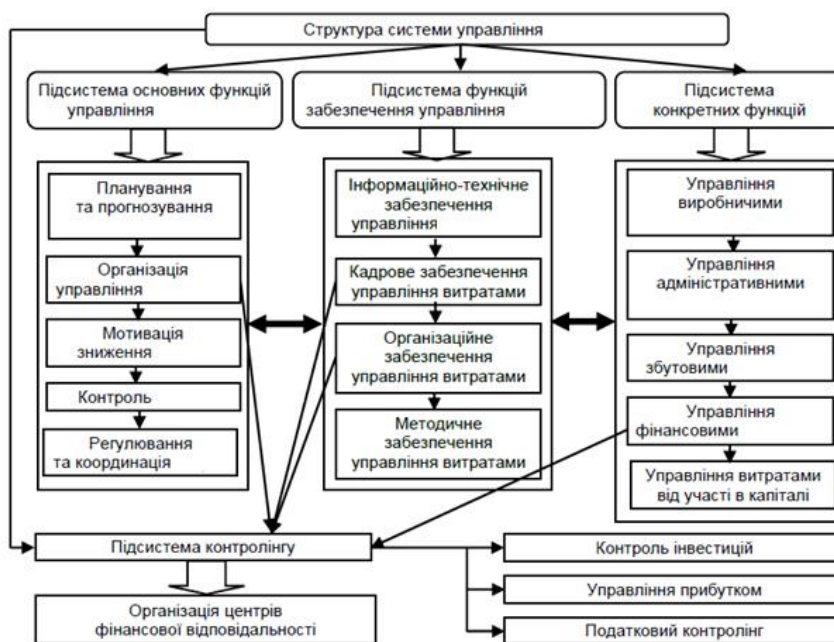 Структура системи управління
Підсистема основних функцій
управління
Підсистема функцій
забезпечення управління
Підсистема
конкретних функцій
Планування
та прогнозування
Організація
управління
Мотивація
зниження
Контроль
Регулювання
та координація
Інформаційно-технічне
забезпечення
управління
Кадрове забезпечення
управління витратами
Організаційне
забезпечення
управління витратами
Методичне
забезпечення
управління витратами
Управління
виробничими
Управління
адміністративними
Управління
збутовими
Управління
фінансовими
Управління витратами
від участі в капіталі
Підсистема контролінгу
Організація центрів
фінансової відповідальності
Контроль інвестицій
Управління прибутком
Податковий контролінг